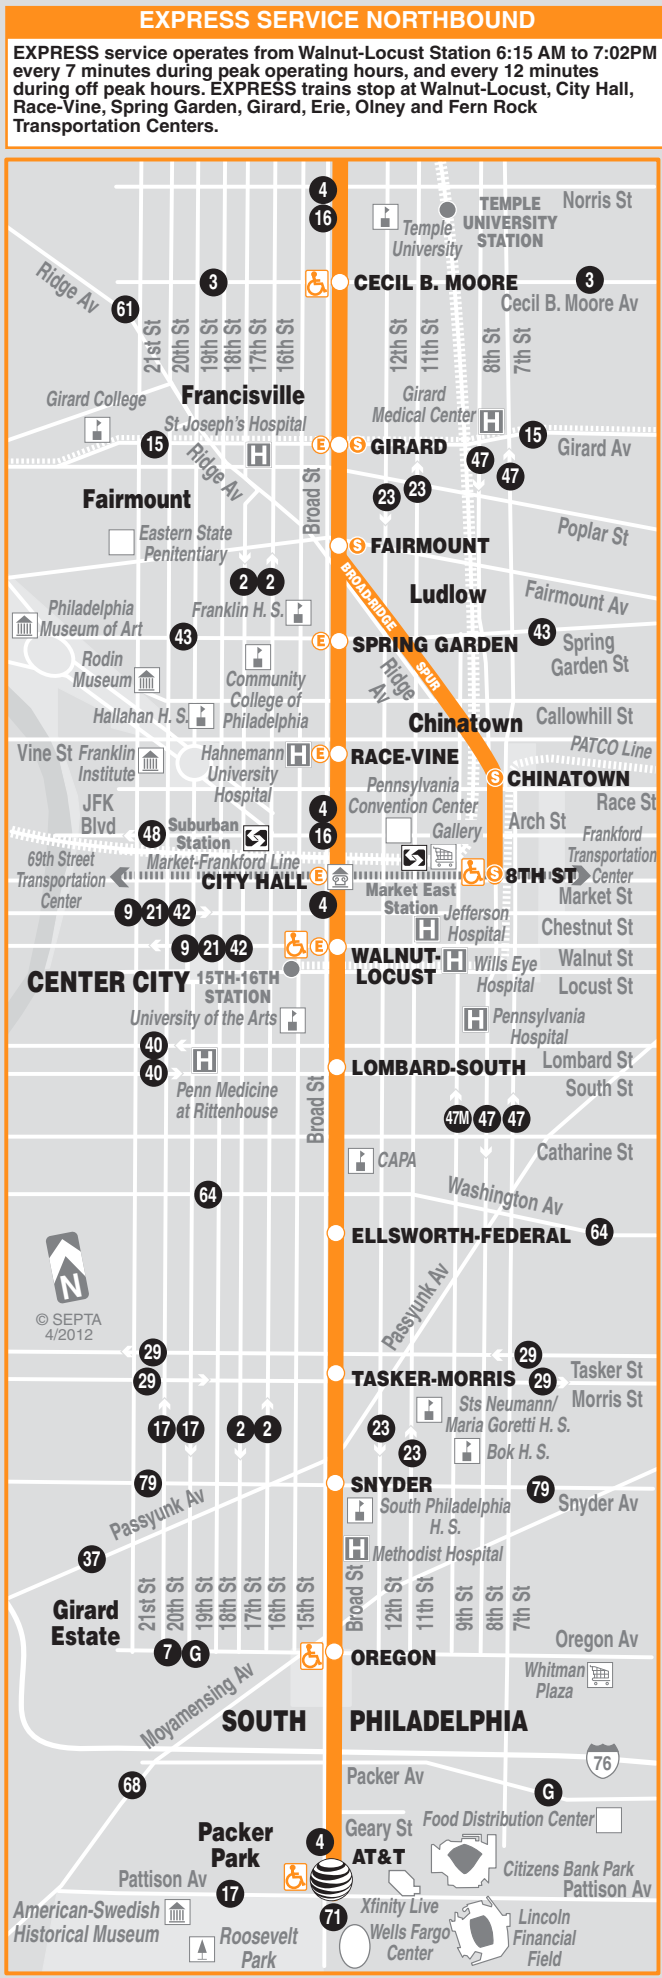 EXPRESS SERVICE NORTHBOUND
EXPRESS service operates from Walnut-Locust Station 6:15 AM to 7:02PM
every 7 minutes during peak operating hours, and every 12 minutes
during off peak hours. EXPRESS trains stop at Walnut-Locust, City Hall,
Race-Vine, Spring Garden, Girard, Erie, Olney and Fern Rock
Transportation Centers.
4
16
Norris St
TEMPLE
UNIVERSITY
STATION
Temple
University
Ridge Av
3
CECIL B. MOORE
3
Cecil B. Moore Av
61
21st St
20th St
19th St
18th St
17th St
16th St
12th St
11th St
8th St
7th St
Girard College
Francisville
Girard
Medical Center
H
St Joseph's Hospital
H
15
E
S
GIRARD
15
Girard Av
Ridge Av
47
47
23
23
Broad St
Fairmount
Eastern State
Penitentiary
Poplar St
S
FAIRMOUNT
2
2
BROAD-RIDGE
SPUR
Ludlow
Fairmount Av
Philadelphia
Museum of Art
Franklin H. S.
43
E
SPRING GARDEN
43
Spring
Garden St
Rodin
Museum
Community
College of
Philadelphia
Ridge
Av
Hallahan H. S.
Chinatown
Callowhill St
Vine St
Franklin
Institute
Hahnemann
University
Hospital
H
E
RACE-VINE
PATCO Line
S
CHINATOWN
JFK
Blvd
Pennsylvania
Convention Center
Race St
4
16
48
Suburban
Station
Gallery
Arch St
Frankford
Transportation
Center
69th Street
Transportation
Center
Market-Frankford Line
CITY HALL
E
S
8TH ST
Market East
Station
Market St
9
21
42
4
Jefferson
Hospital
H
Chestnut St
9
21
42
E
WALNUT-
LOCUST
H
Wills Eye
Hospital
Walnut St
CENTER CITY
15TH-16TH
STATION
Locust St
University of the Arts
H
Pennsylvania
Hospital
40
40
H
Penn Medicine
at Rittenhouse
LOMBARD-SOUTH
Lombard St
South St
Broad St
47M
47
47
CAPA
Catharine St
64
Washington Av
ELLSWORTH-FEDERAL
64
N
© SEPTA
4/2012
Passyunk Av
29
29
29
29
TASKER-MORRIS
Tasker St
Morris St
17
17
2
2
23
23
Sts Neumann/
Maria Goretti H. S.
Bok H. S.
79
SNYDER
79
Snyder Av
Passyunk Av
South Philadelphia
H. S.
37
H
Methodist Hospital
Girard
Estate
21st St
20th St
19th St
18th St
17th St
16th St
15th St
Broad St
12th St
11th St
9th St
8th St
7th St
7
G
OREGON
Oregon Av
Whitman
Plaza
Moyamensing Av
SOUTH PHILADELPHIA
76
68
Packer Av
G
Packer
Park
4
Geary St
Food Distribution Center
AT&T
Citizens Bank Park
Pattison Av
17
Pattison Av
American-Swedish
Historical Museum
71
Xfinity Live
Wells Fargo
Center
Lincoln
Financial
Field
Roosevelt
Park